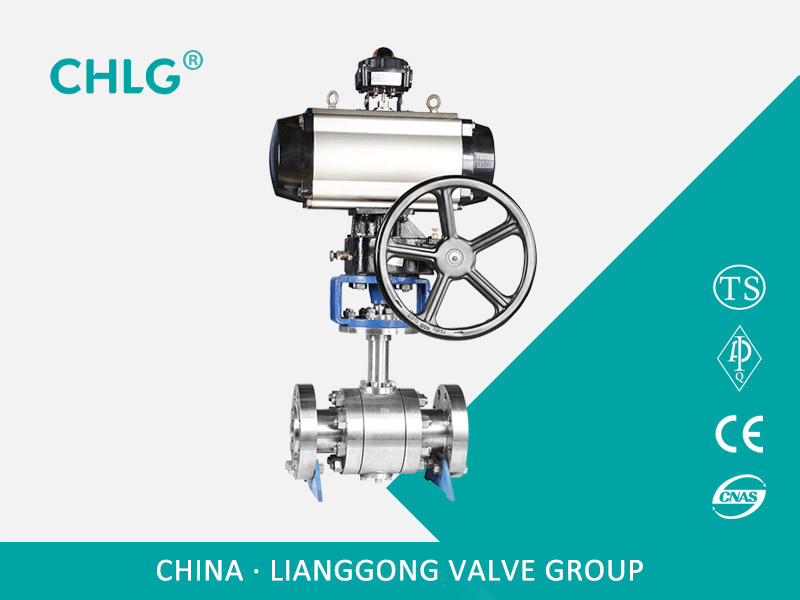 CHLG®
TS
Q
CE
CNAS
CHINA · LIANGGONG VALVE GROUP